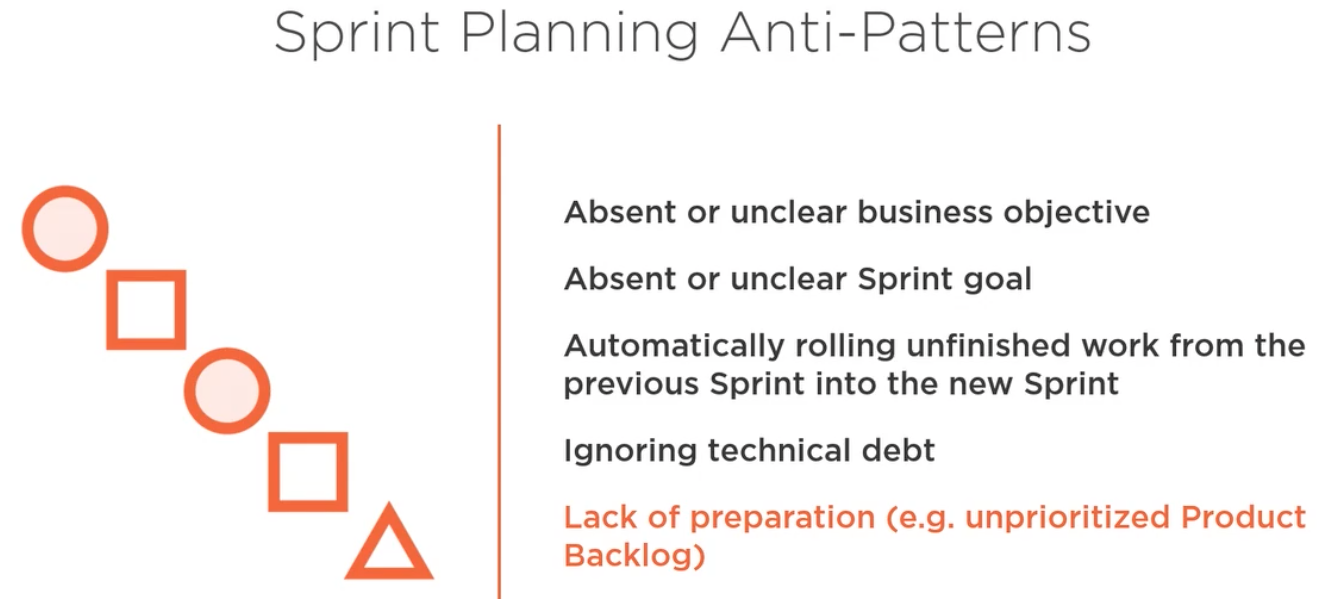 Sprint Planning Anti-Patterns
Absent or unclear business objective
Absent or unclear Sprint goal
Automatically rolling unfinished work from the
previous Sprint into the new Sprint
Ignoring technical debt
Lack of preparation (e.g. unprioritized Product
Backlog)